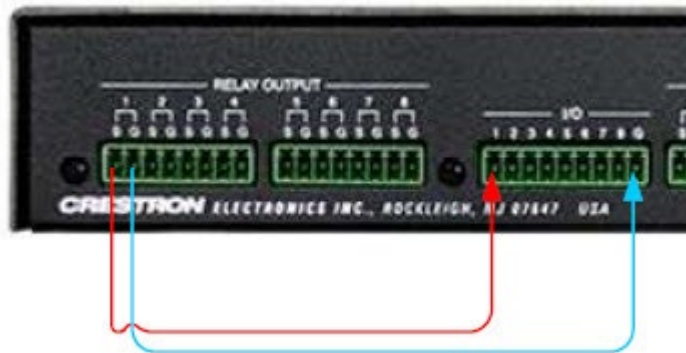 RELAY OUTPUT
1 2 3 4 5 6 7 8
S G S G S G S G S G S G S G S G
I/O
1 2 3 4 5 6 7 8 G
S
CRESTRON ELECTRONICS INC., ROCKLEIGH, NJ 07647 USA